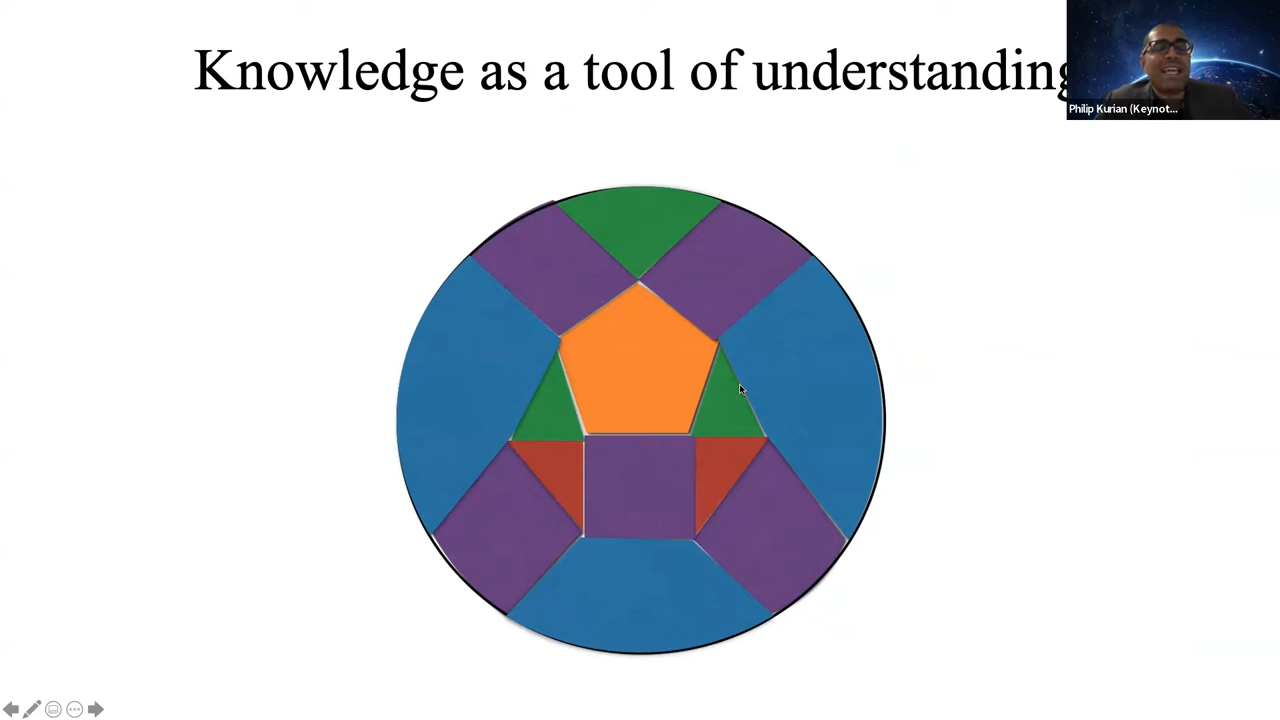 Knowledge as a tool of understanding
Philip Kurian (Keynot...